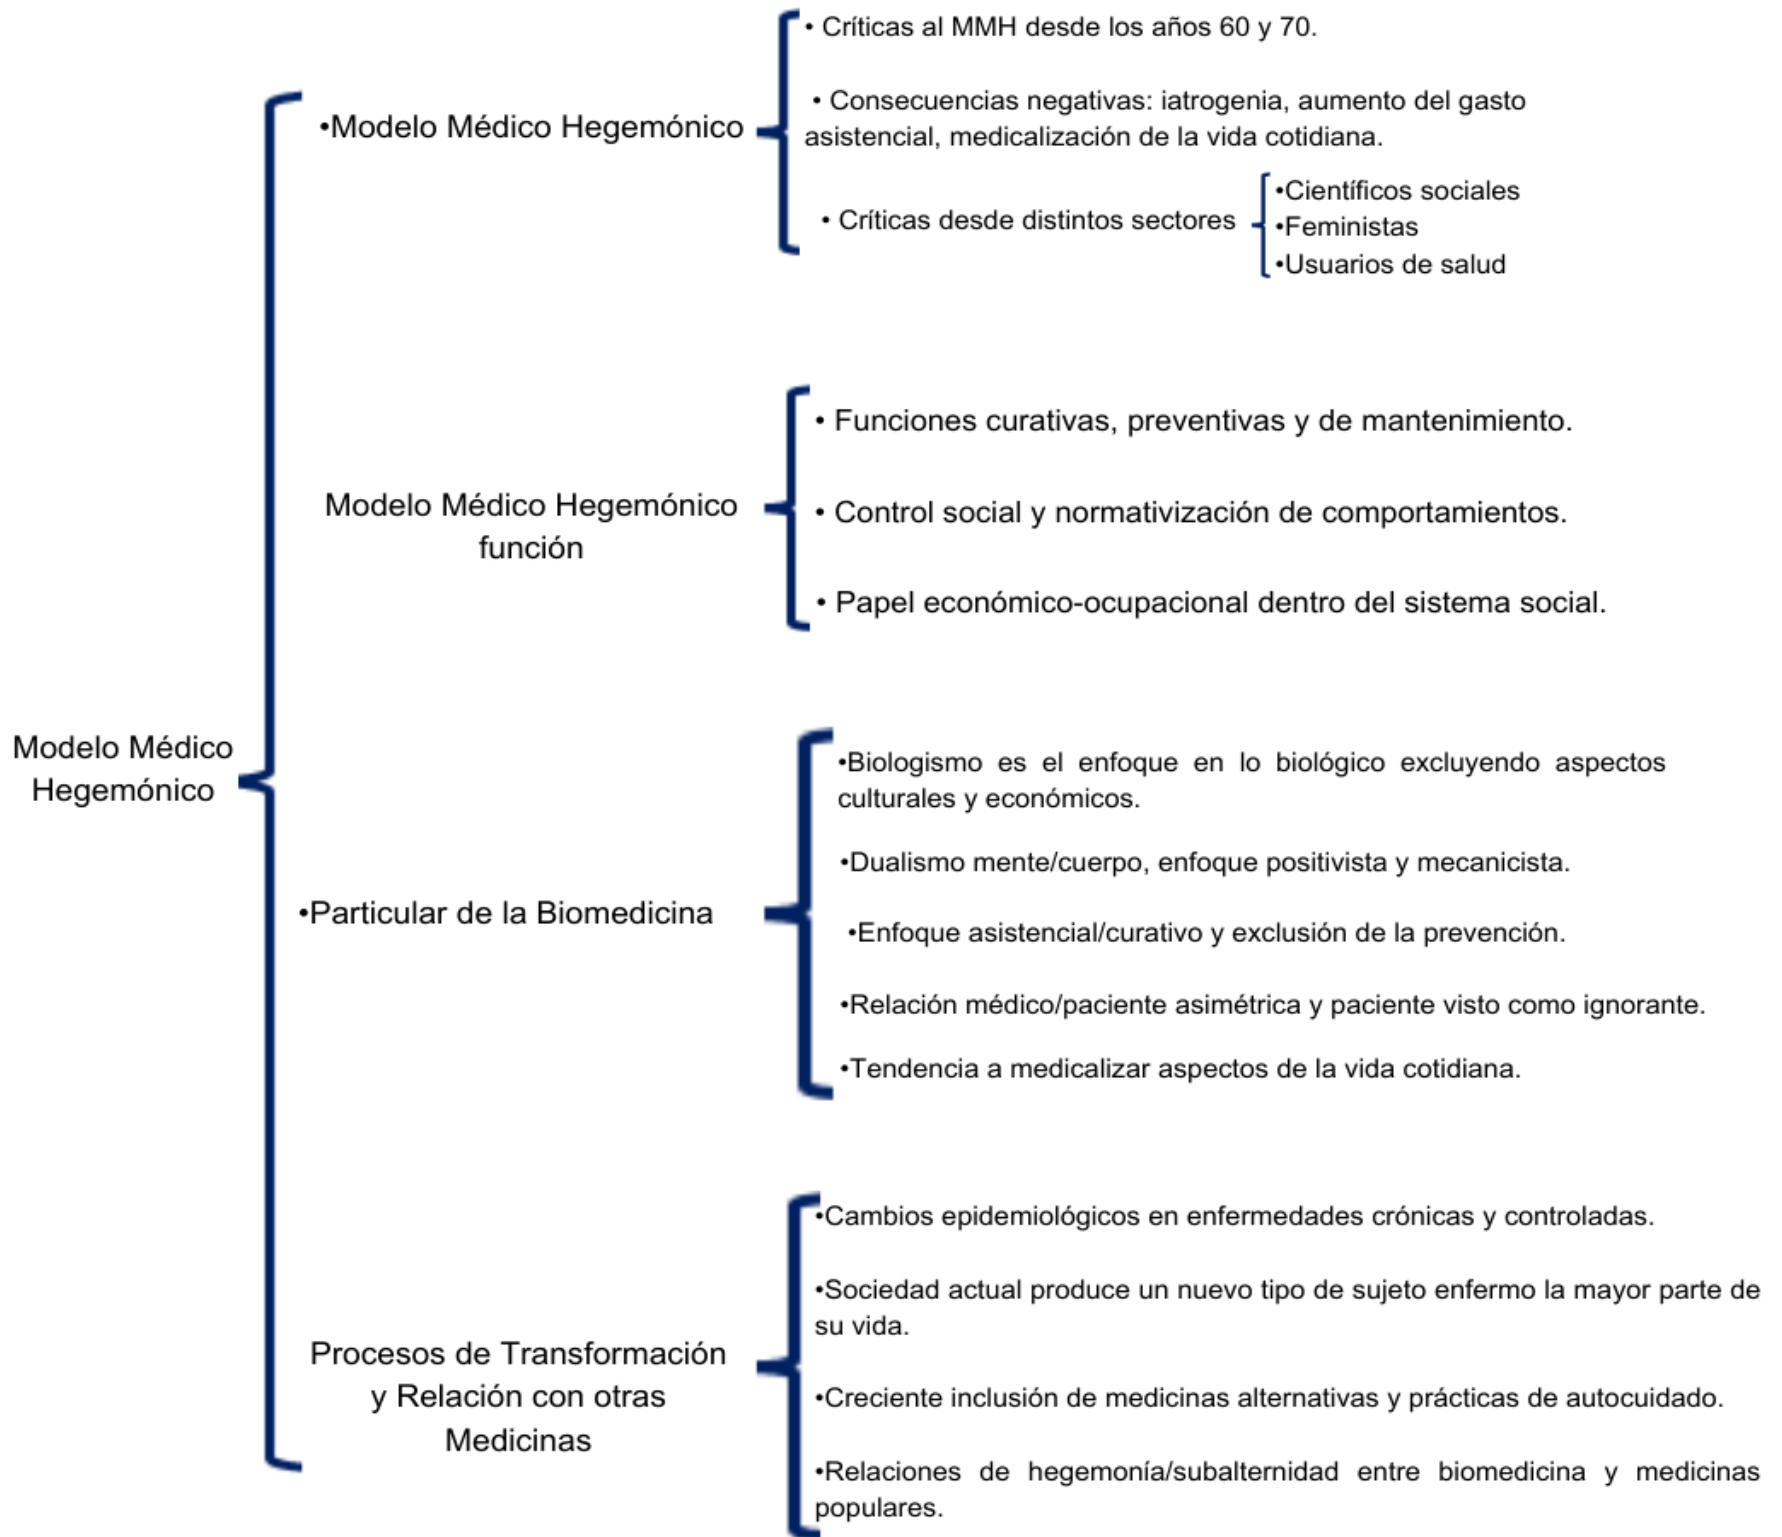 Modelo Médico
Hegemónico
•Modelo Médico Hegemónico
• Críticas al MMH desde los años 60 y 70.
• Consecuencias negativas: iatrogenia, aumento del gasto
asistencial, medicalización de la vida cotidiana.
• Críticas desde distintos sectores
•Científicos sociales
•Feministas
•Usuarios de salud
Modelo Médico Hegemónico
función
• Funciones curativas, preventivas y de mantenimiento.
• Control social y normativización de comportamientos.
• Papel económico-ocupacional dentro del sistema social.
•Particular de la Biomedicina
•Biologismo es el enfoque en lo biológico excluyendo aspectos
culturales y económicos.
•Dualismo mente/cuerpo, enfoque positivista y mecanicista.
•Enfoque asistencial/curativo y exclusión de la prevención.
•Relación médico/paciente asimétrica y paciente visto como ignorante.
•Tendencia a medicalizar aspectos de la vida cotidiana.
Procesos de Transformación
y Relación con otras
Medicinas
•Cambios epidemiológicos en enfermedades crónicas y controladas.
•Sociedad actual produce un nuevo tipo de sujeto enfermo la mayor parte de
su vida.
•Creciente inclusión de medicinas alternativas y prácticas de autocuidado.
•Relaciones de hegemonía/subalternidad entre biomedicina y medicinas
populares.